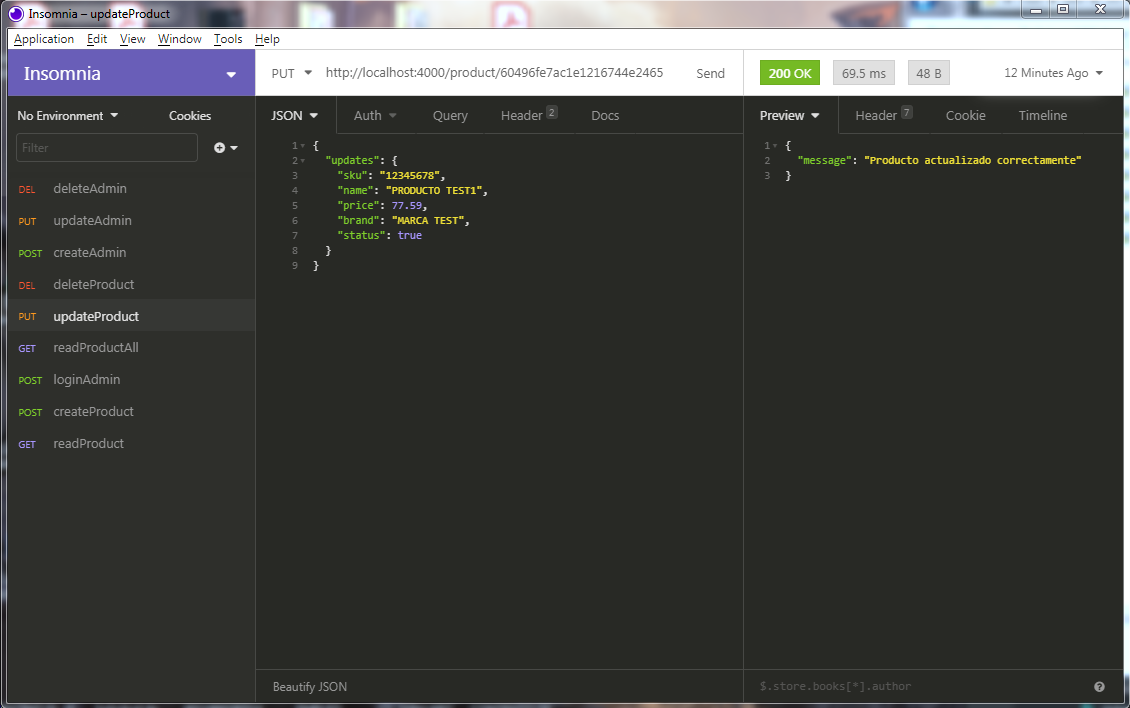 Insomnia – updateProduct
Application Edit View Window Tools Help
Insomnia
PUT http://localhost:4000/product/60496fe7ac1e1216744e2465 Send
200 OK 69.5 ms 48 B 12 Minutes Ago
No Environment Cookies
JSON Auth Query Header 2 Docs
Preview Header 7 Cookie Timeline
Filter
DEL deleteAdmin
PUT updateAdmin
POST createAdmin
DEL deleteProduct
PUT updateProduct
GET readProductAll
POST loginAdmin
POST createProduct
GET readProduct
1 {
2 "updates": {
3 "sku": "12345678",
4 "name": "PRODUCTO TEST1",
5 "price": 77.59,
6 "brand": "MARCA TEST",
7 "status": true
8 }
9 }
1 {
2 "message": "Producto actualizado correctamente"
3 }
Beautify JSON
$.store.books[*].author